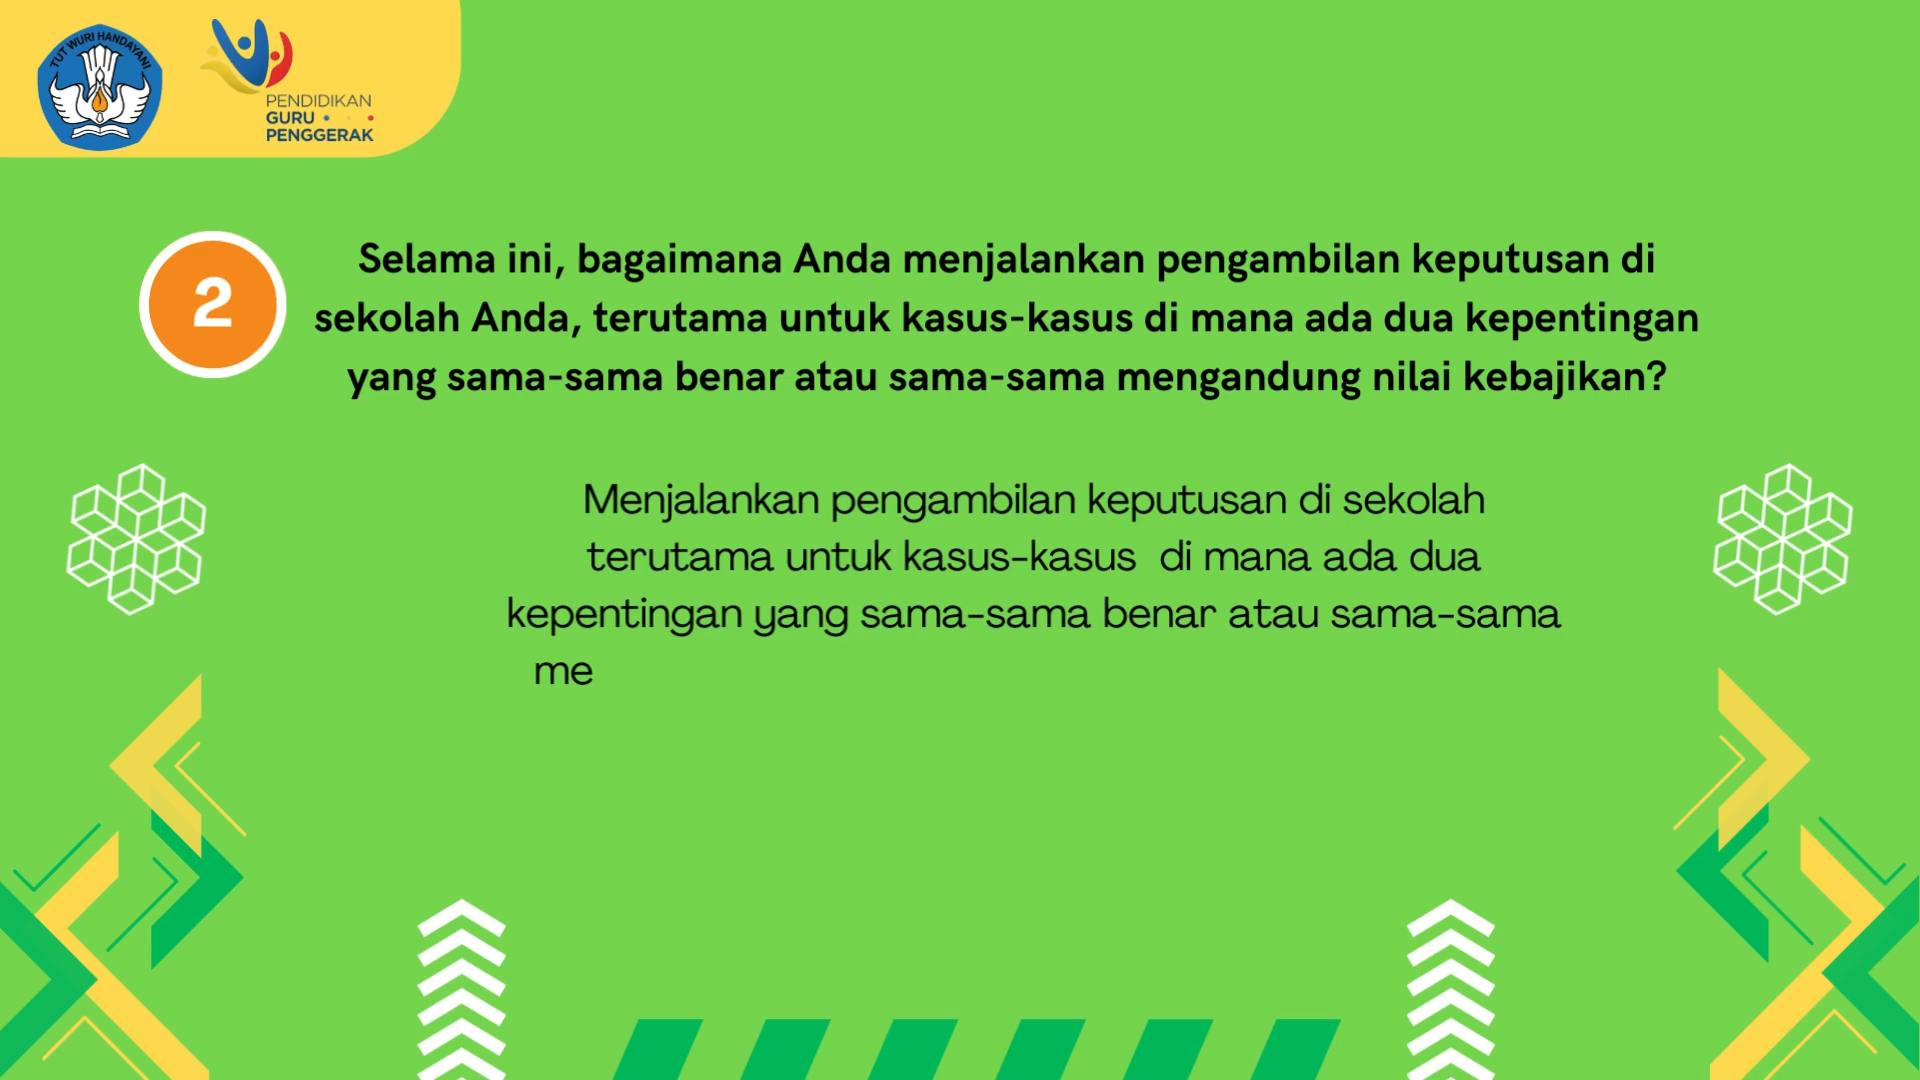 TUT WURI HANDAYANI
PENDIDIKAN
GURU
PENGGERAK
2
Selama ini, bagaimana Anda menjalankan pengambilan keputusan di
sekolah Anda, terutama untuk kasus-kasus di mana ada dua kepentingan
yang sama-sama benar atau sama-sama mengandung nilai kebajikan?
Menjalankan pengambilan keputusan di sekolah
terutama untuk kasus-kasus di mana ada dua
kepentingan yang sama-sama benar atau sama-sama
me